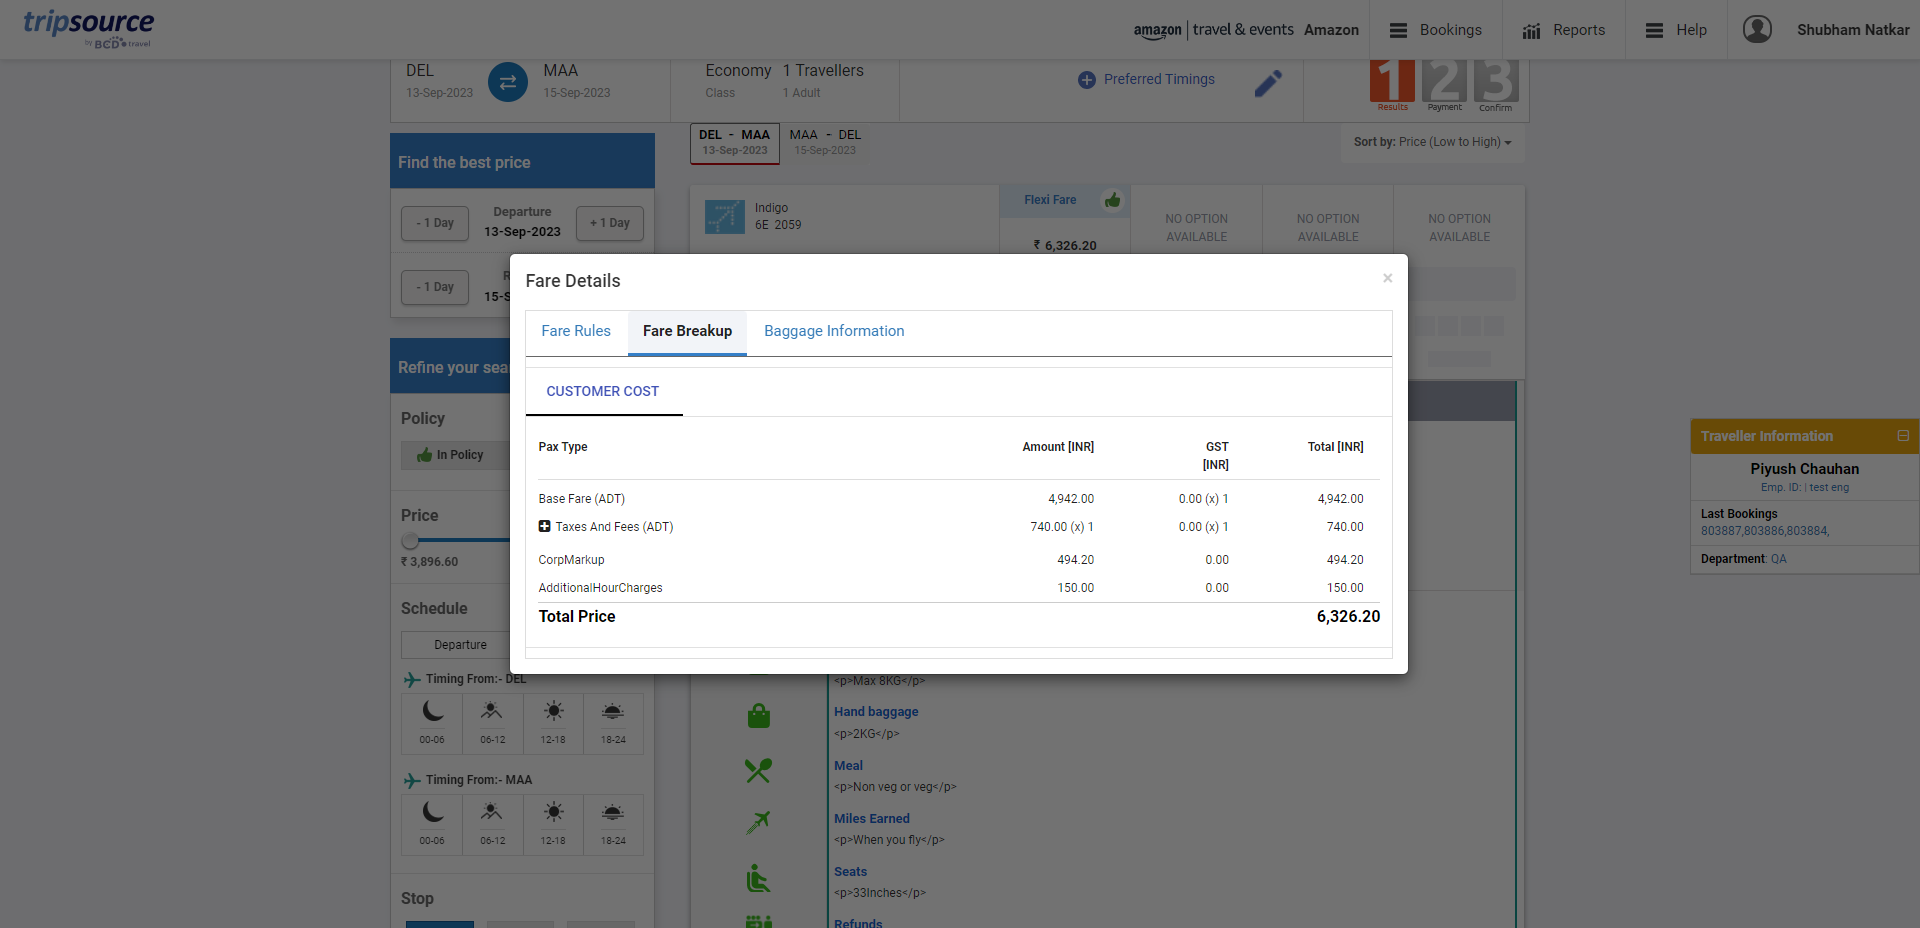 tripsource
by BCD travel
amazon | travel & events Amazon
Bookings
Reports
Help
Shubham Natkar
DEL
13-Sep-2023
MAA
15-Sep-2023
Economy
Class
1 Travellers
1 Adult
Preferred Timings
1 2 3
Results Payment Confirm
DEL - MAA
13-Sep-2023
MAA - DEL
15-Sep-2023
Sort by: Price (Low to High)
Find the best price
- 1 Day
Departure
13-Sep-2023
+ 1 Day
- 1 Day
R
15-S
Refine your sea
Policy
In Policy
Price
₹ 3,896.60
Schedule
Departure
Timing From:- DEL
00-06 06-12 12-18 18-24
Timing From:- MAA
00-06 06-12 12-18 18-24
Stop
Indigo
6E 2059
Flexi Fare
₹ 6,326.20
NO OPTION
AVAILABLE
NO OPTION
AVAILABLE
NO OPTION
AVAILABLE
Fare Details
×
Fare Rules
Fare Breakup
Baggage Information
CUSTOMER COST
Pax Type Amount [INR] GST [INR] Total [INR]
Base Fare (ADT) 4,942.00 0.00 (x) 1 4,942.00
Taxes And Fees (ADT) 740.00 (x) 1 0.00 (x) 1 740.00
CorpMarkup 494.20 0.00 494.20
AdditionalHourCharges 150.00 0.00 150.00
Total Price 6,326.20
<p>Max 8KG</p>
Hand baggage
<p>2KG</p>
Meal
<p>Non veg or veg</p>
Miles Earned
<p>When you fly</p>
Seats
<p>33Inches</p>
Refunds
Traveller Information
Piyush Chauhan
Emp. ID: | test eng
Last Bookings
803887,803886,803884,
Department: QA